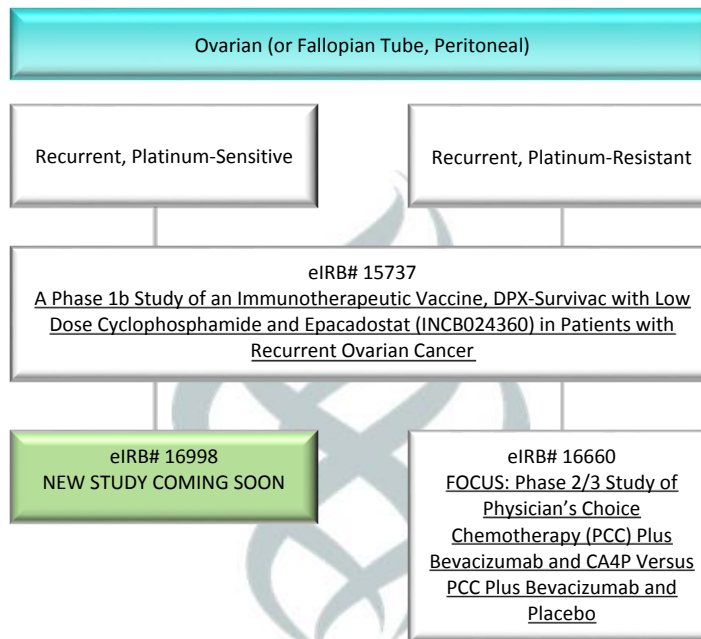 Ovarian (or Fallopian Tube, Peritoneal)
Recurrent, Platinum-Sensitive
Recurrent, Platinum-Resistant
eIRB# 15737
A Phase 1b Study of an Immunotherapeutic Vaccine, DPX-Survivac with Low
Dose Cyclophosphamide and Epacadostat (INCB024360) in Patients with
Recurrent Ovarian Cancer
eIRB# 16998
NEW STUDY COMING SOON
eIRB# 16660
FOCUS: Phase 2/3 Study of
Physician’s Choice
Chemotherapy (PCC) Plus
Bevacizumab and CA4P Versus
PCC Plus Bevacizumab and
Placebo